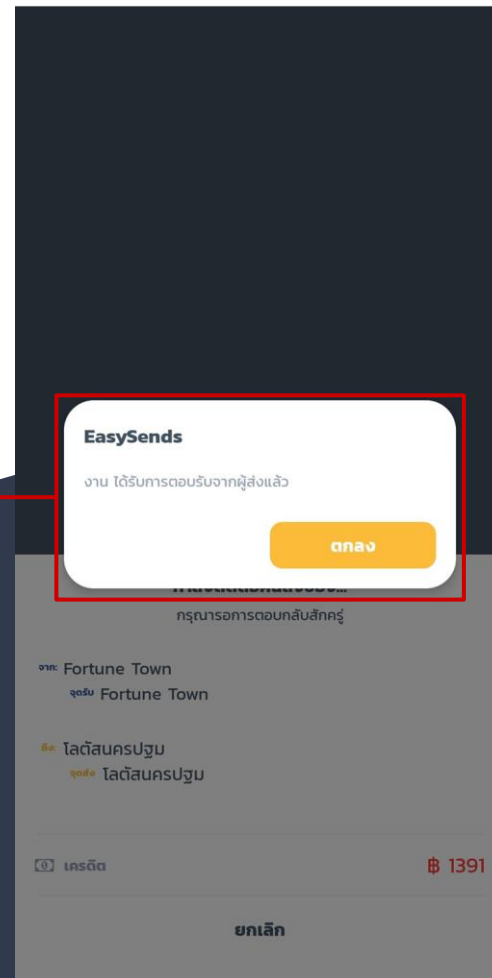 EasySends
งาน ได้รับการตอบรับจากผู้ส่งแล้ว
ตกลง
กรุณารอการตอบกลับสักครู่
จาก: Fortune Town
จุดรับ Fortune Town
ถึง: โลตัสนครปฐม
จุดส่ง โลตัสนครปฐม
เครดิต ฿ 1391
ยกเลิก